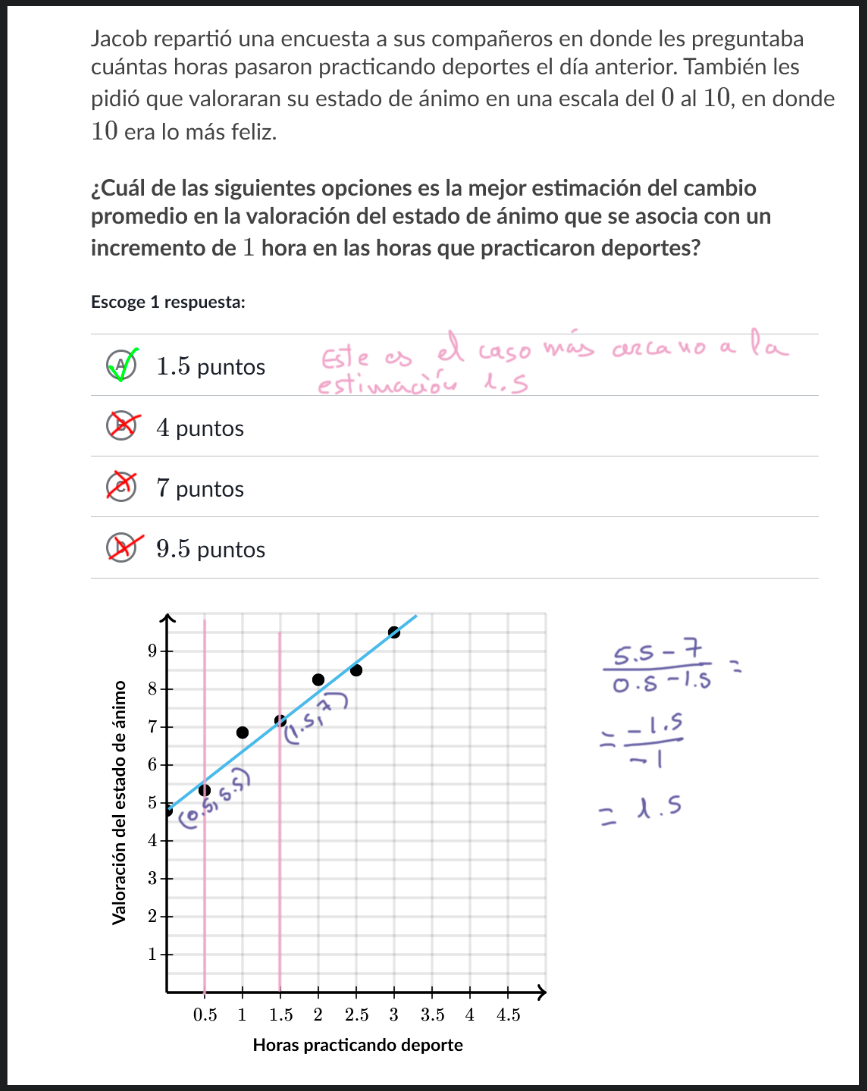 Jacob repartió una encuesta a sus compañeros en donde les preguntaba
cuántas horas pasaron practicando deportes el día anterior. También les
pidió que valoraran su estado de ánimo en una escala del 0 al 10, en donde
10 era lo más feliz.
¿Cuál de las siguientes opciones es la mejor estimación del cambio
promedio en la valoración del estado de ánimo que se asocia con un
incremento de 1 hora en las horas que practicaron deportes?
Escoge 1 respuesta:
A 1.5 puntos
Este es el caso más cercano a la
estimación 1.5
B 4 puntos
C 7 puntos
D 9.5 puntos
9
8
7
6
5
4
3
2
1
Valoración del estado de ánimo
(1.5, 7)
(0.5, 5.5)
0.5 1 1.5 2 2.5 3 3.5 4 4.5
Horas practicando deporte
5.5 - 7
0.5 - 1.5
=
= -1.5
-1
= 1.5